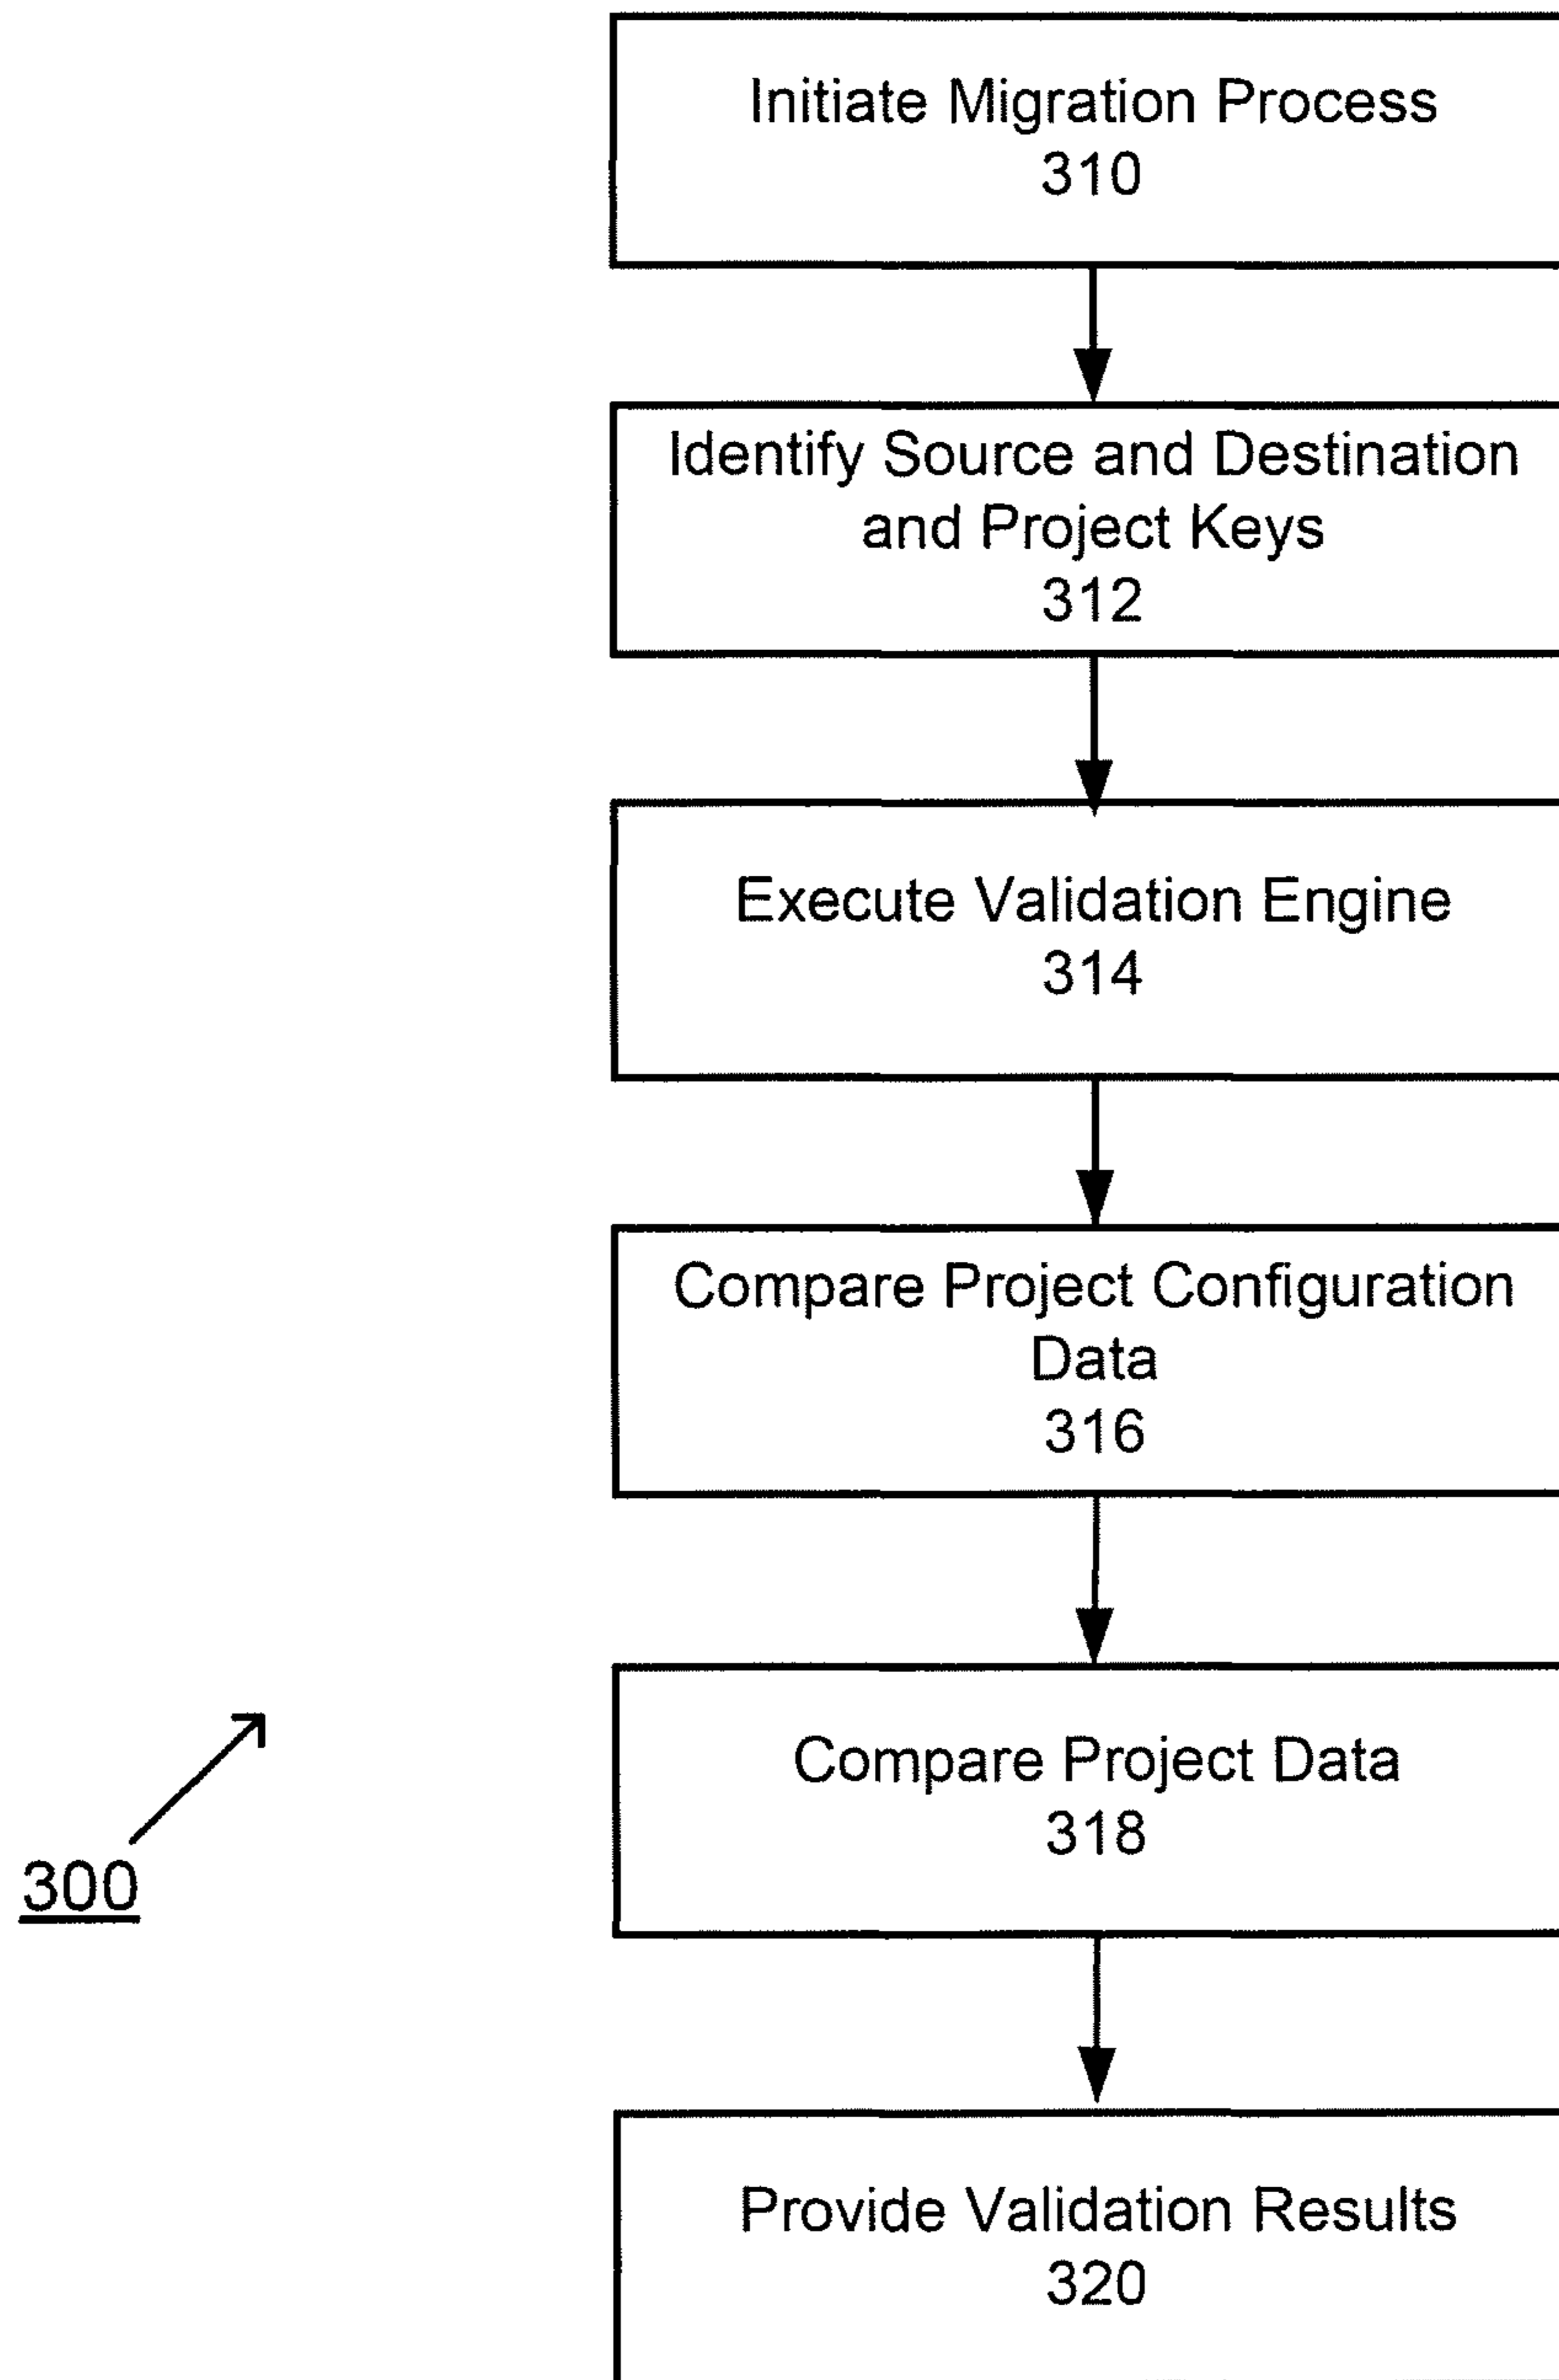 Initiate Migration Process
310
Identify Source and Destination
and Project Keys
312
Execute Validation Engine
314
Compare Project Configuration
Data
316
Compare Project Data
318
300
Provide Validation Results
320